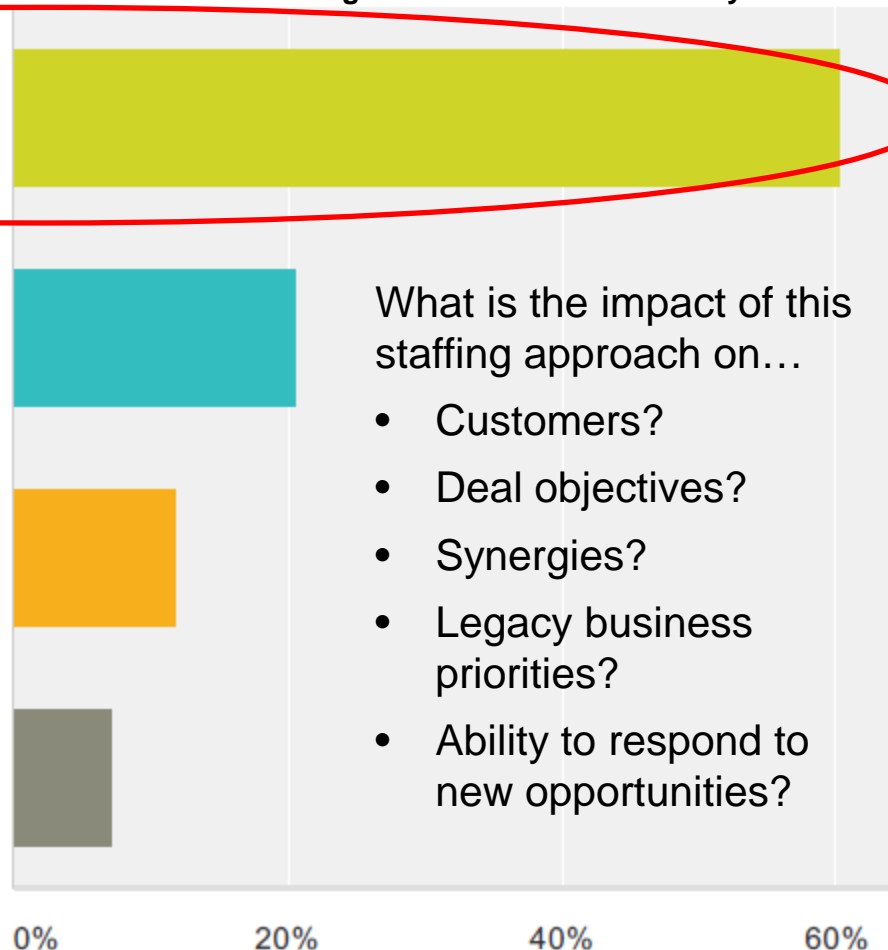 What is the impact of this
staffing approach on…
• Customers?
• Deal objectives?
• Synergies?
• Legacy business
priorities?
• Ability to respond to
new opportunities?
0% 20% 40% 60%